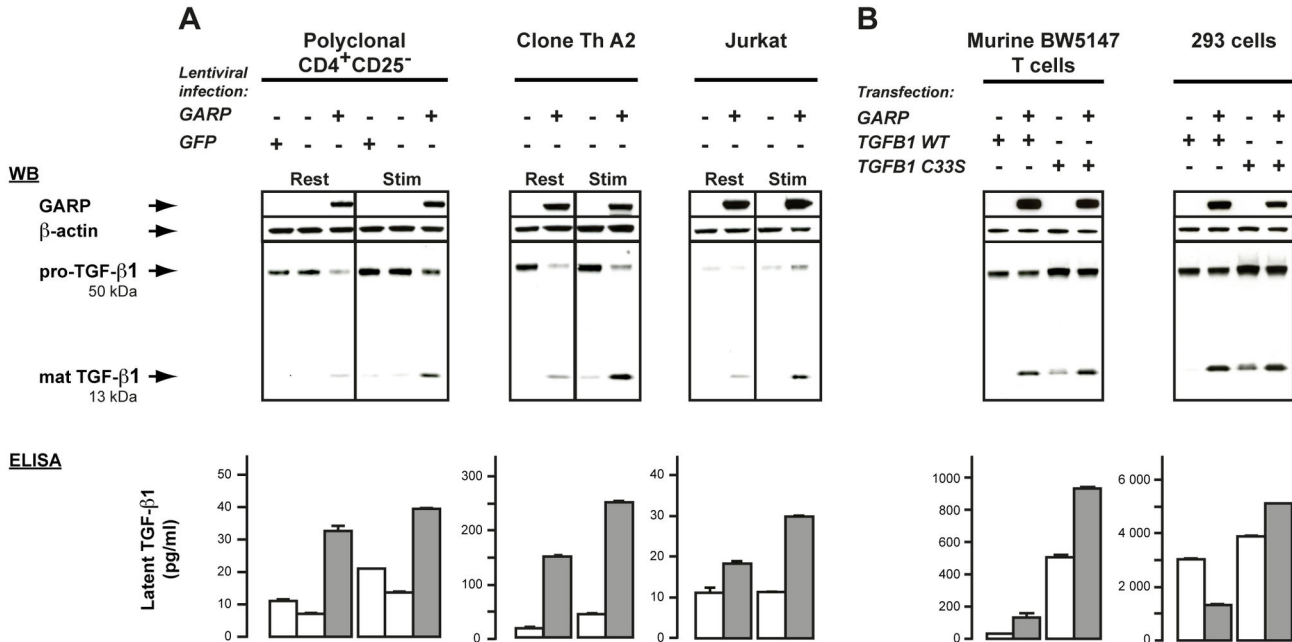 A
B
Polyclonal
CD4+CD25-
Clone Th A2
Jurkat
Murine BW5147
T cells
293 cells
Lentiviral
infection:
Transfection:
GARP - - + - - + - + - + - + - +
GFP + - - + - - - - - - - - - -
GARP - + - + - + - +
TGFB1 WT + + - - + + - -
TGFB1 C33S - - + + - - + +
WB
Rest Stim Rest Stim Rest Stim
GARP
β-actin
pro-TGF-β1
50 kDa
mat TGF-β1
13 kDa
ELISA
Latent TGF-β1
(pg/ml)
50
40
30
20
10
0
300
250
150
100
50
0
40
30
20
10
0
1000
800
600
400
200
0
6 000
4 000
2 000
0